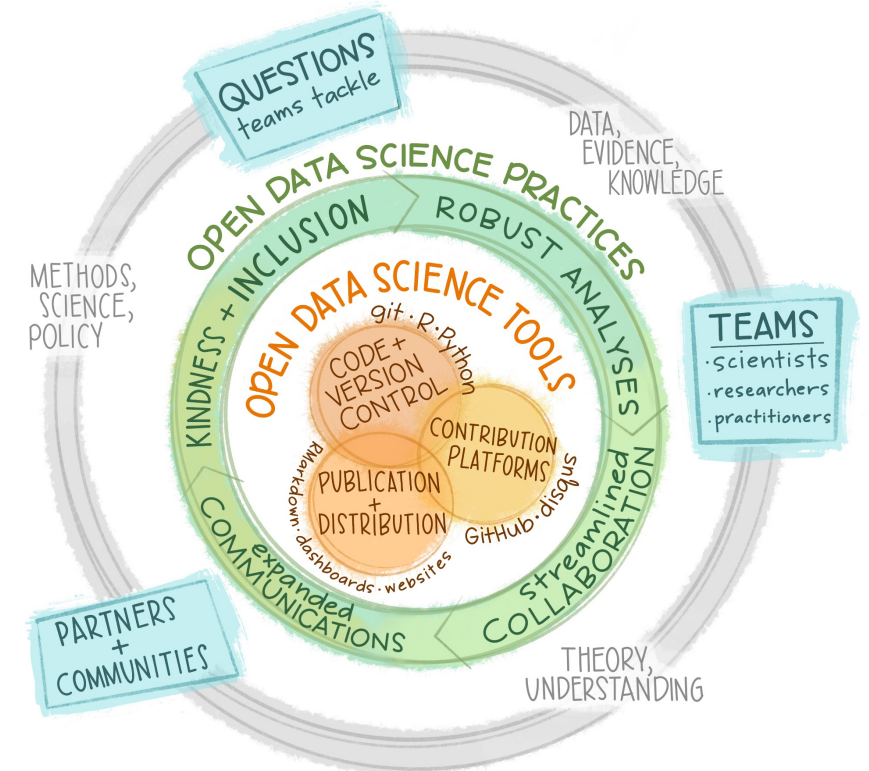 QUESTIONS
teams tackle
DATA,
EVIDENCE,
KNOWLEDGE
TEAMS
·scientists
·researchers
·practitioners
THEORY,
UNDERSTANDING
PARTNERS
+
COMMUNITIES
METHODS,
SCIENCE,
POLICY
OPEN DATA SCIENCE PRACTICES
KINDNESS + INCLUSION
ROBUST ANALYSES
streamlined
COLLABORATION
expanded
COMMUNICATIONS
OPEN DATA SCIENCE TOOLS
git·R·Python
CODE +
VERSION
CONTROL
CONTRIBUTION
PLATFORMS
GitHub·disqus
PUBLICATION
+
DISTRIBUTION
RMarkdown·dashboards·websites